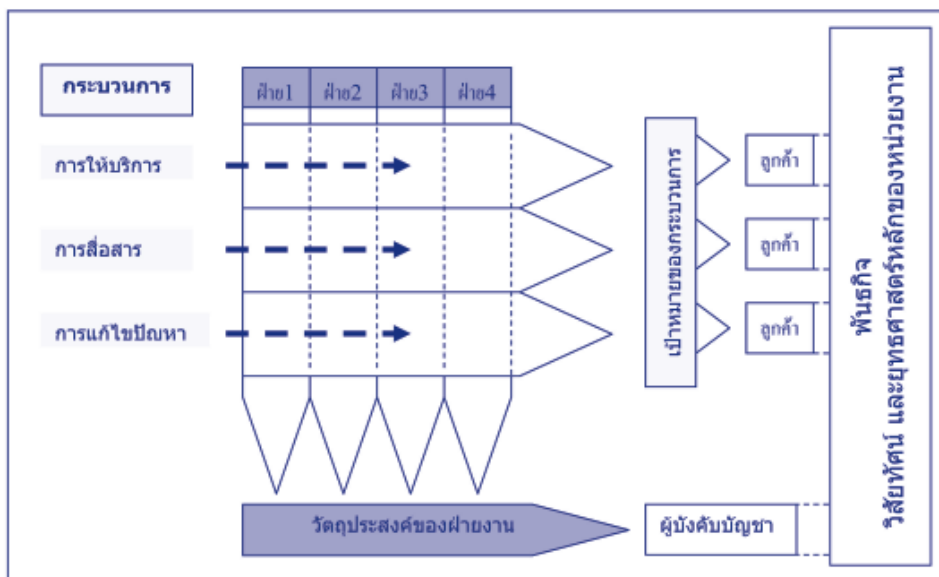 กระบวนการ
ฝ่าย1 ฝ่าย2 ฝ่าย3 ฝ่าย4
การให้บริการ
การสื่อสาร
การแก้ไขปัญหา
เป้าหมายของกระบวนการ
ลูกค้า
ลูกค้า
ลูกค้า
พันธกิจ
วิสัยทัศน์ และยุทธศาสตร์หลักของหน่วยงาน
วัตถุประสงค์ของฝ่ายงาน
ผู้บังคับบัญชา